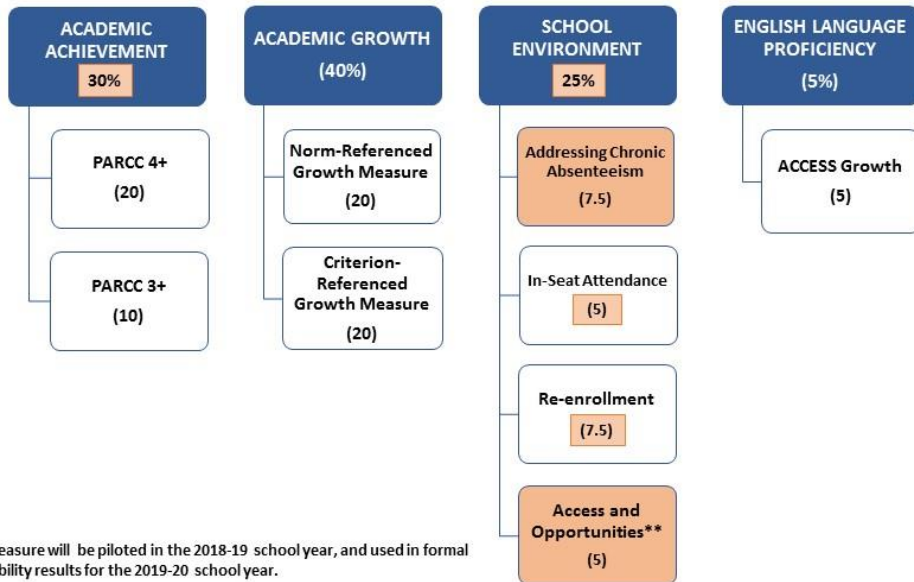 ACADEMIC
ACHIEVEMENT
30%
PARCC 4+
(20)
PARCC 3+
(10)
ACADEMIC GROWTH
(40%)
Norm-Referenced
Growth Measure
(20)
Criterion-
Referenced
Growth Measure
(20)
SCHOOL
ENVIRONMENT
25%
Addressing Chronic
Absenteeism
(7.5)
In-Seat Attendance
(5)
Re-enrollment
(7.5)
Access and
Opportunities**
(5)
ENGLISH LANGUAGE
PROFICIENCY
(5%)
ACCESS Growth
(5)
easure will be piloted in the 2018-19 school year, and used in formal
bility results for the 2019-20 school year.